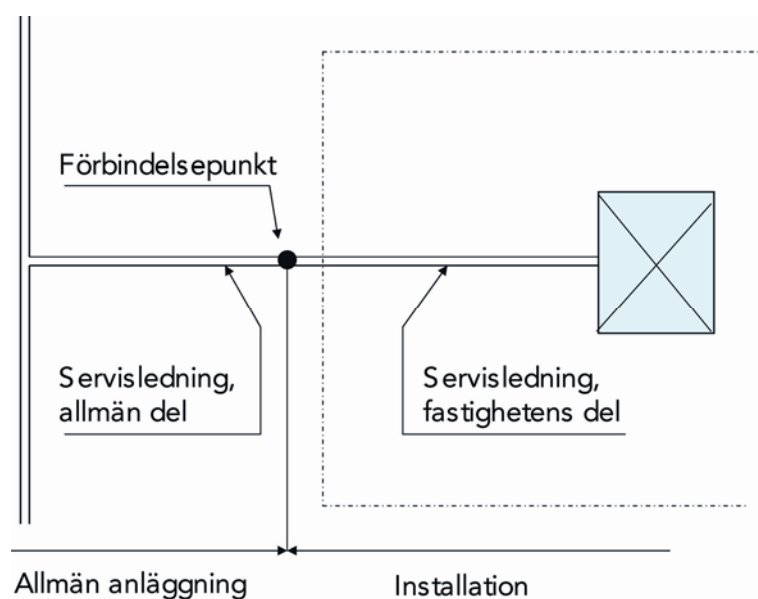 Förbindelsepunkt
Servisledning,
allmän del
Servisledning,
fastighetens del
Allmän anläggning
Installation